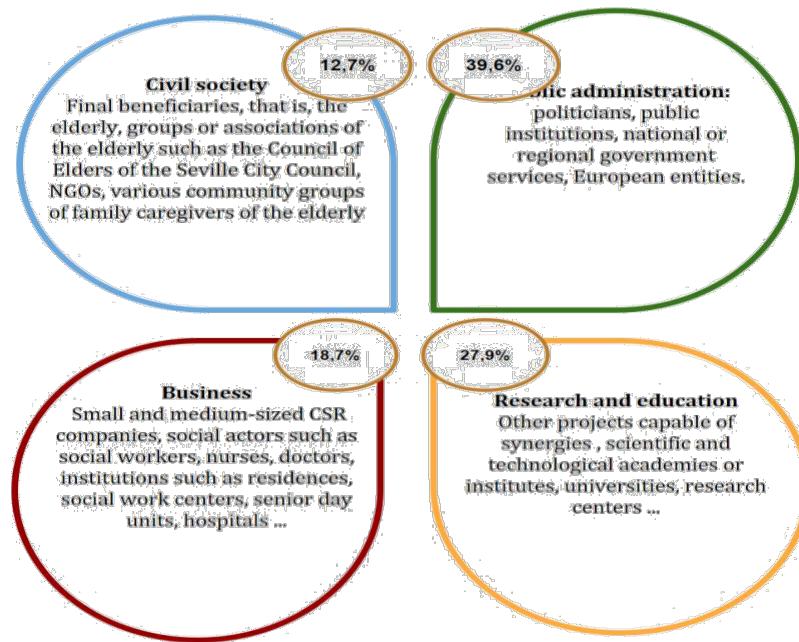 12,7%
Civil society
Final beneficiaries, that is, the
elderly, groups or associations of
the elderly such as the Council of
Elders of the Seville City Council,
NGOs, various community groups
of family caregivers of the elderly
39,6%
lic administration:
politicians, public
institutions, national or
regional government
services, European entities.
18,7%
Business
Small and medium-sized CSR
companies, social actors such as
social workers, nurses, doctors,
institutions such as residences,
social work centers, senior day
units, hospitals ...
27,9%
Research and education
Other projects capable of
synergies , scientific and
technological academies or
institutes, universities, research
centers ...